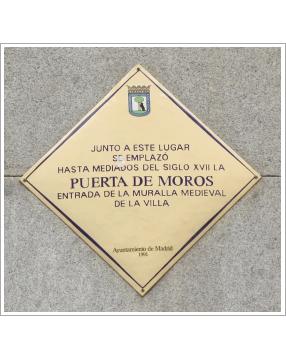 JUNTO A ESTE LUGAR
SE EMPLAZÓ
HASTA MEDIADOS DEL SIGLO XVII LA
PUERTA DE MOROS
ENTRADA DE LA MURALLA MEDIEVAL
DE LA VILLA
Ayuntamiento de Madrid
1991